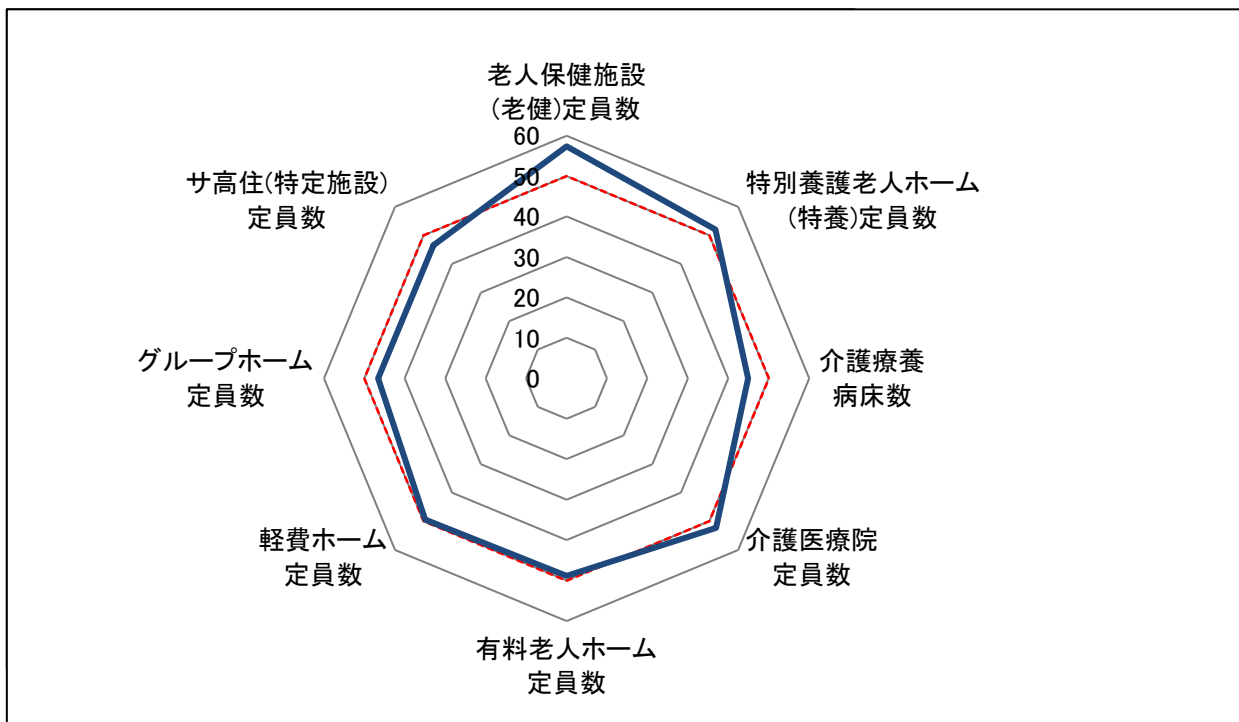 老人保健施設
(老健)定員数
特別養護老人ホーム
(特養)定員数
介護療養
病床数
介護医療院
定員数
有料老人ホーム
定員数
軽費ホーム
定員数
グループホーム
定員数
サ高住(特定施設)
定員数
60
50
40
30
20
10
0